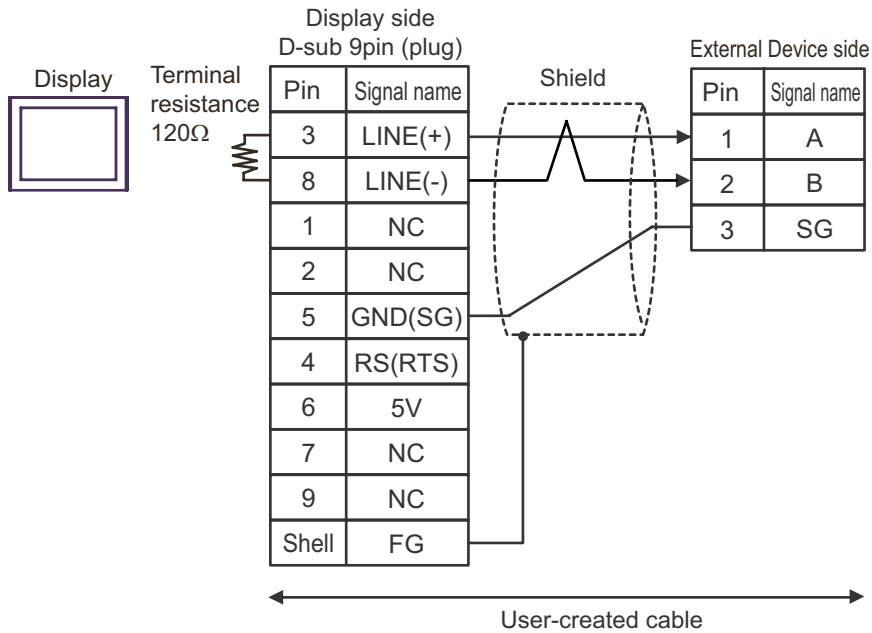 Display side
D-sub 9pin (plug)
External Device side
Display
Terminal
resistance
120Ω
Shield
Pin Signal name
3 LINE(+)
8 LINE(-)
1 NC
2 NC
5 GND(SG)
4 RS(RTS)
6 5V
7 NC
9 NC
Shell FG
Pin Signal name
1 A
2 B
3 SG
User-created cable